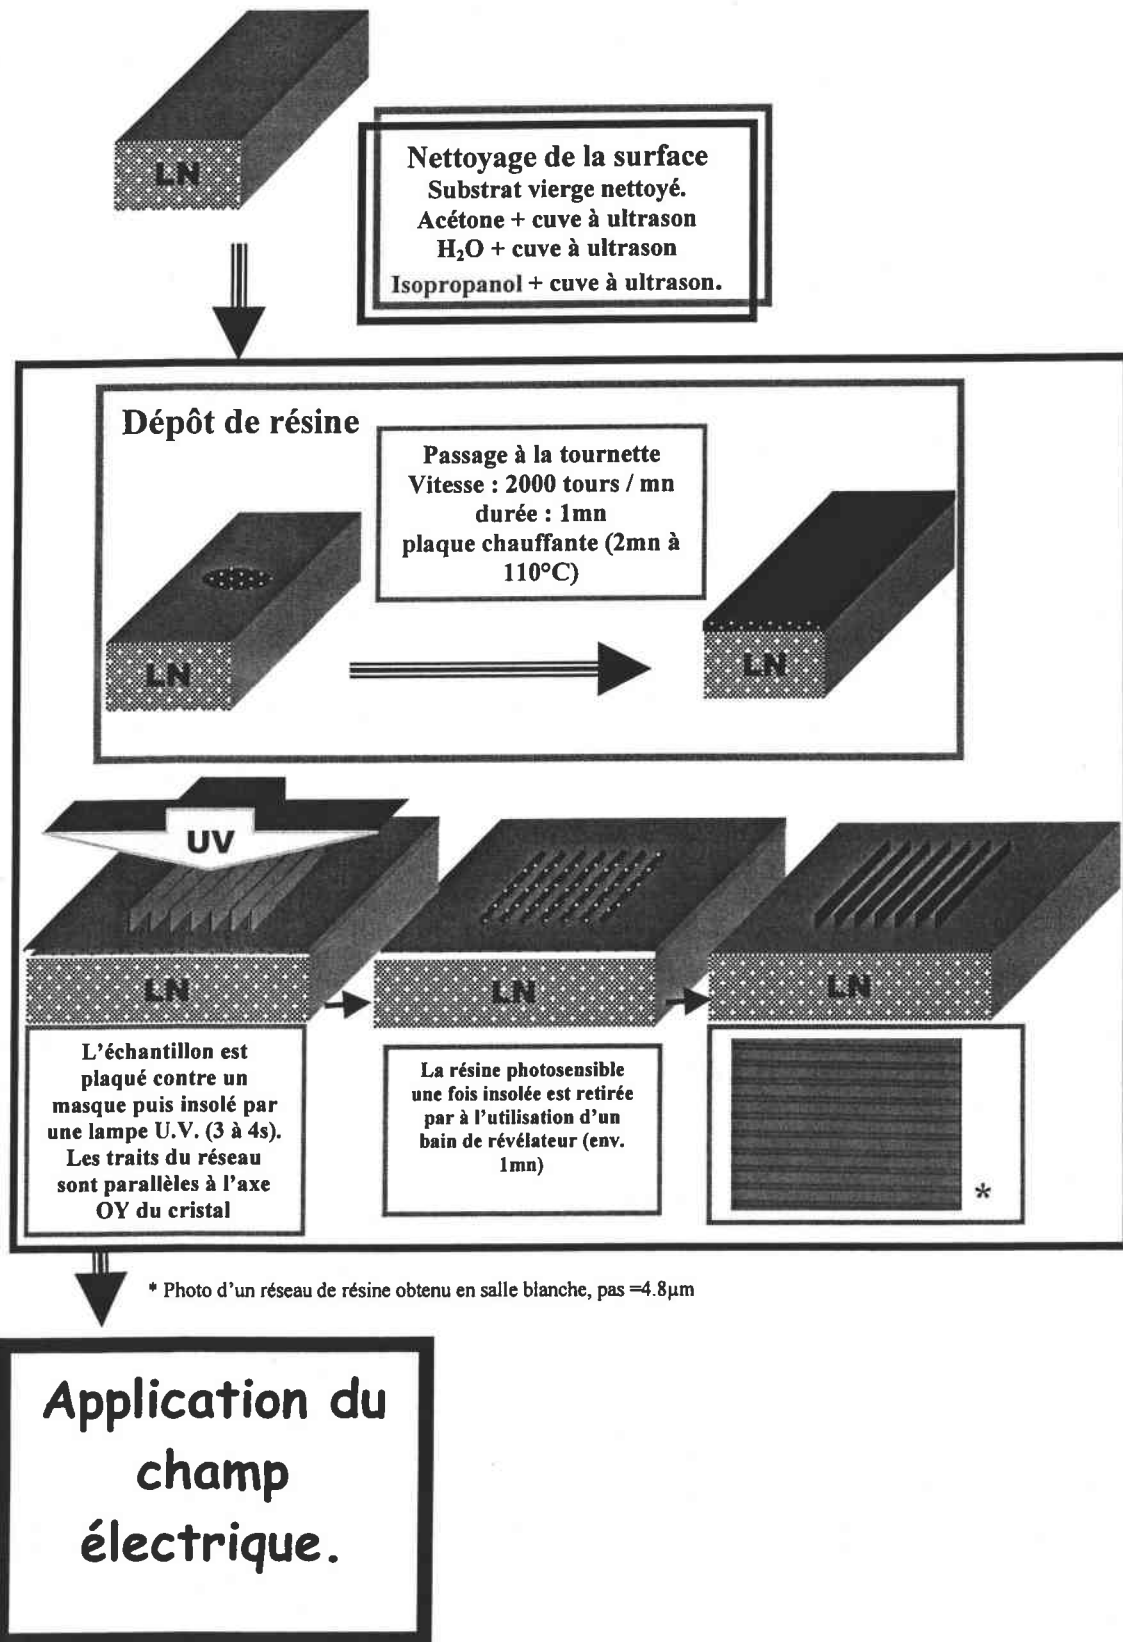 LN
Nettoyage de la surface
Substrat vierge nettoyé.
Acétone + cuve à ultrason
H₂O + cuve à ultrason
Isopropanol + cuve à ultrason.
Dépôt de résine
Passage à la tournette
Vitesse : 2000 tours / mn
durée : 1mn
plaque chauffante (2mn à
110°C)
LN
LN
UV
LN
LN
LN
L'échantillon est
plaqué contre un
masque puis insolé par
une lampe U.V. (3 à 4s).
Les traits du réseau
sont parallèles à l'axe
OY du cristal
La résine photosensible
une fois insolée est retirée
par à l'utilisation d'un
bain de révélateur (env.
1mn)
*
* Photo d'un réseau de résine obtenu en salle blanche, pas =4.8µm
Application du
champ
électrique.